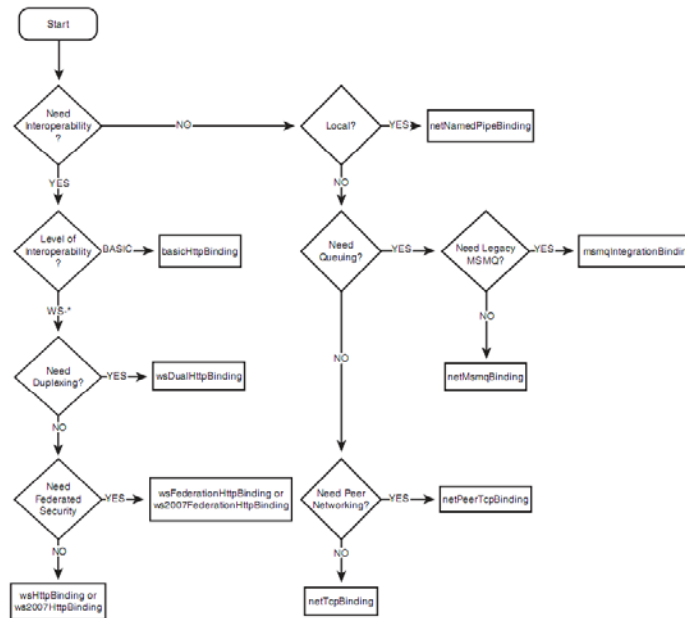 Start
Need
Interoperability
?
NO
Local?
YES
netNamedPipeBinding
YES
NO
Level of
Interoperability
?
BASIC
basicHttpBinding
Need
Queuing?
YES
Need Legacy
MSMQ?
YES
msmqIntegrationBindin
WS-*
NO
NO
Need
Duplexing?
YES
wsDualHttpBinding
netMsmqBinding
NO
Need
Federated
Security
YES
wsFederationHttpBinding or
ws2007FederationHttpBinding
Need Peer
Networking?
YES
netPeerTcpBinding
NO
NO
wsHttpBinding or
ws2007HttpBinding
netTcpBinding